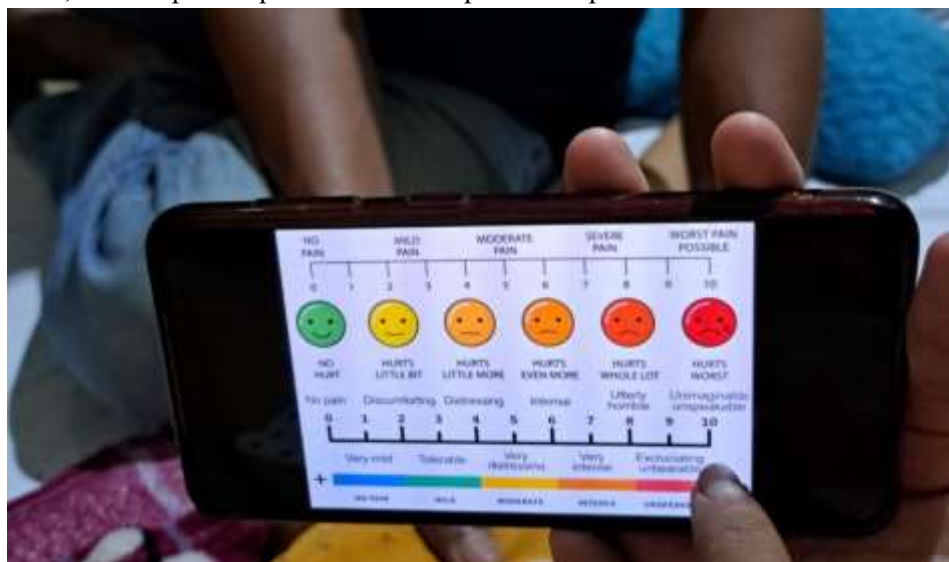 NO PAIN MILD PAIN MODERATE PAIN SEVERE PAIN WORST PAIN POSSIBLE
0 1 2 3 4 5 6 7 8 9 10
NO HURT HURTS LITTLE BIT HURTS LITTLE MORE HURTS EVEN MORE HURTS WHOLE LOT HURTS WORST
No pain Discomforting Distressing Intense Utterly horrible Unimaginable unspeakable
0 1 2 3 4 5 6 7 8 9 10
Very mild Tolerable Very distressing Very intense Excruciating unbearable
+
NO PAIN MILD MODERATE INTENSE